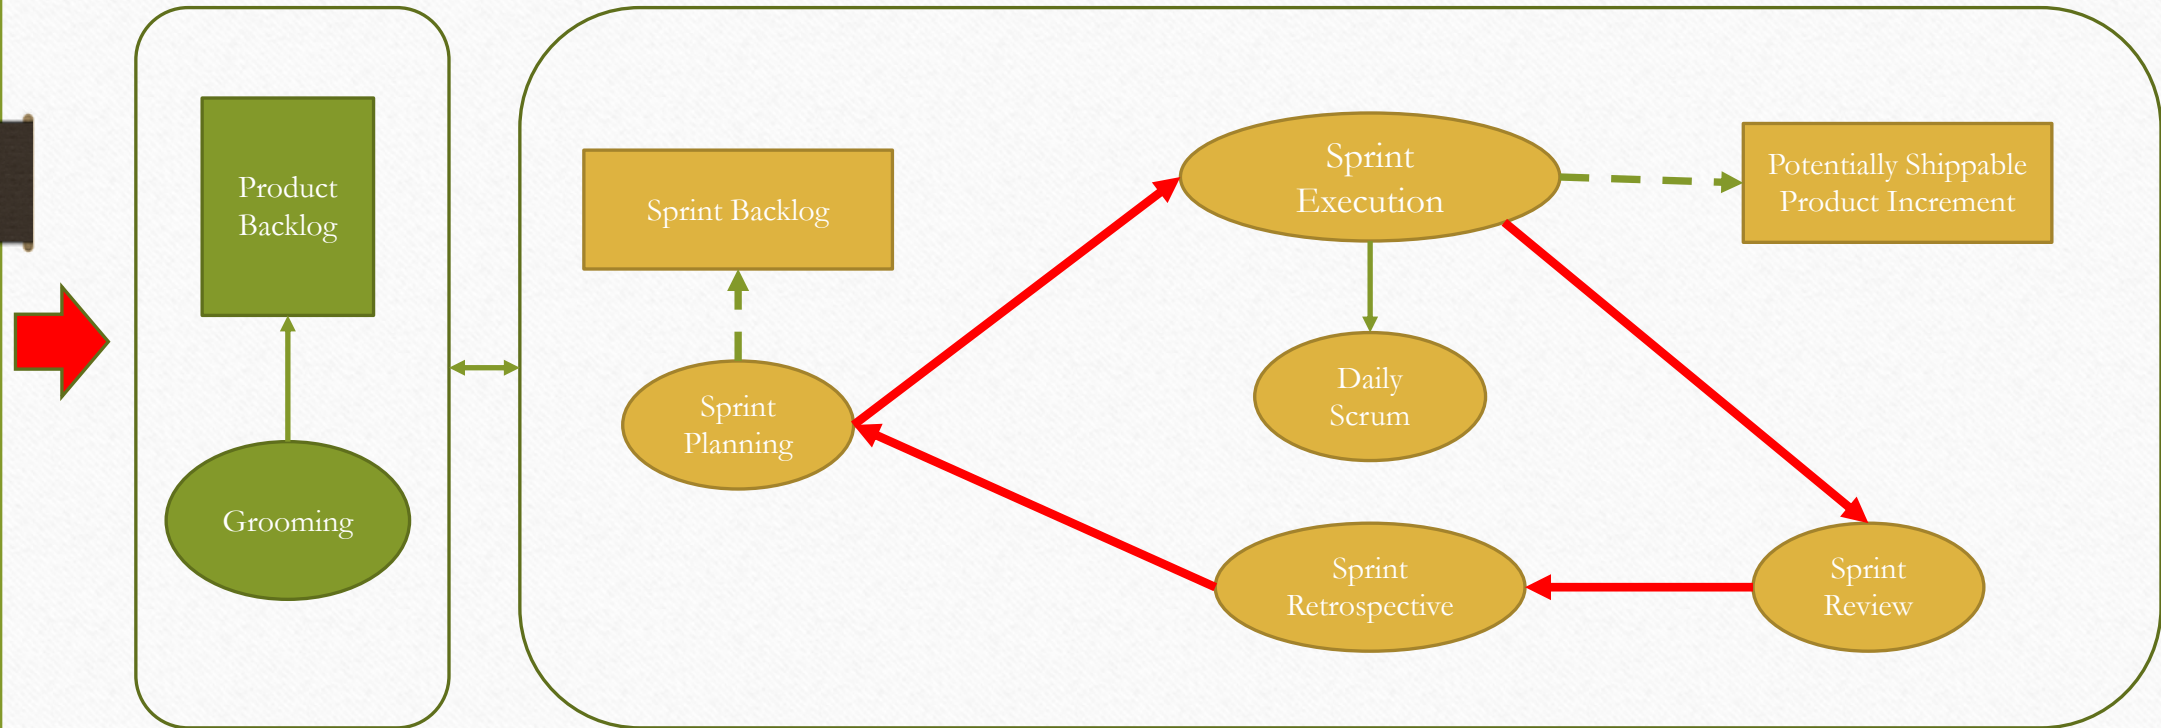 Product
Backlog
Grooming
Sprint Backlog
Sprint
Planning
Sprint
Execution
Daily
Scrum
Potentially Shippable
Product Increment
Sprint
Retrospective
Sprint
Review